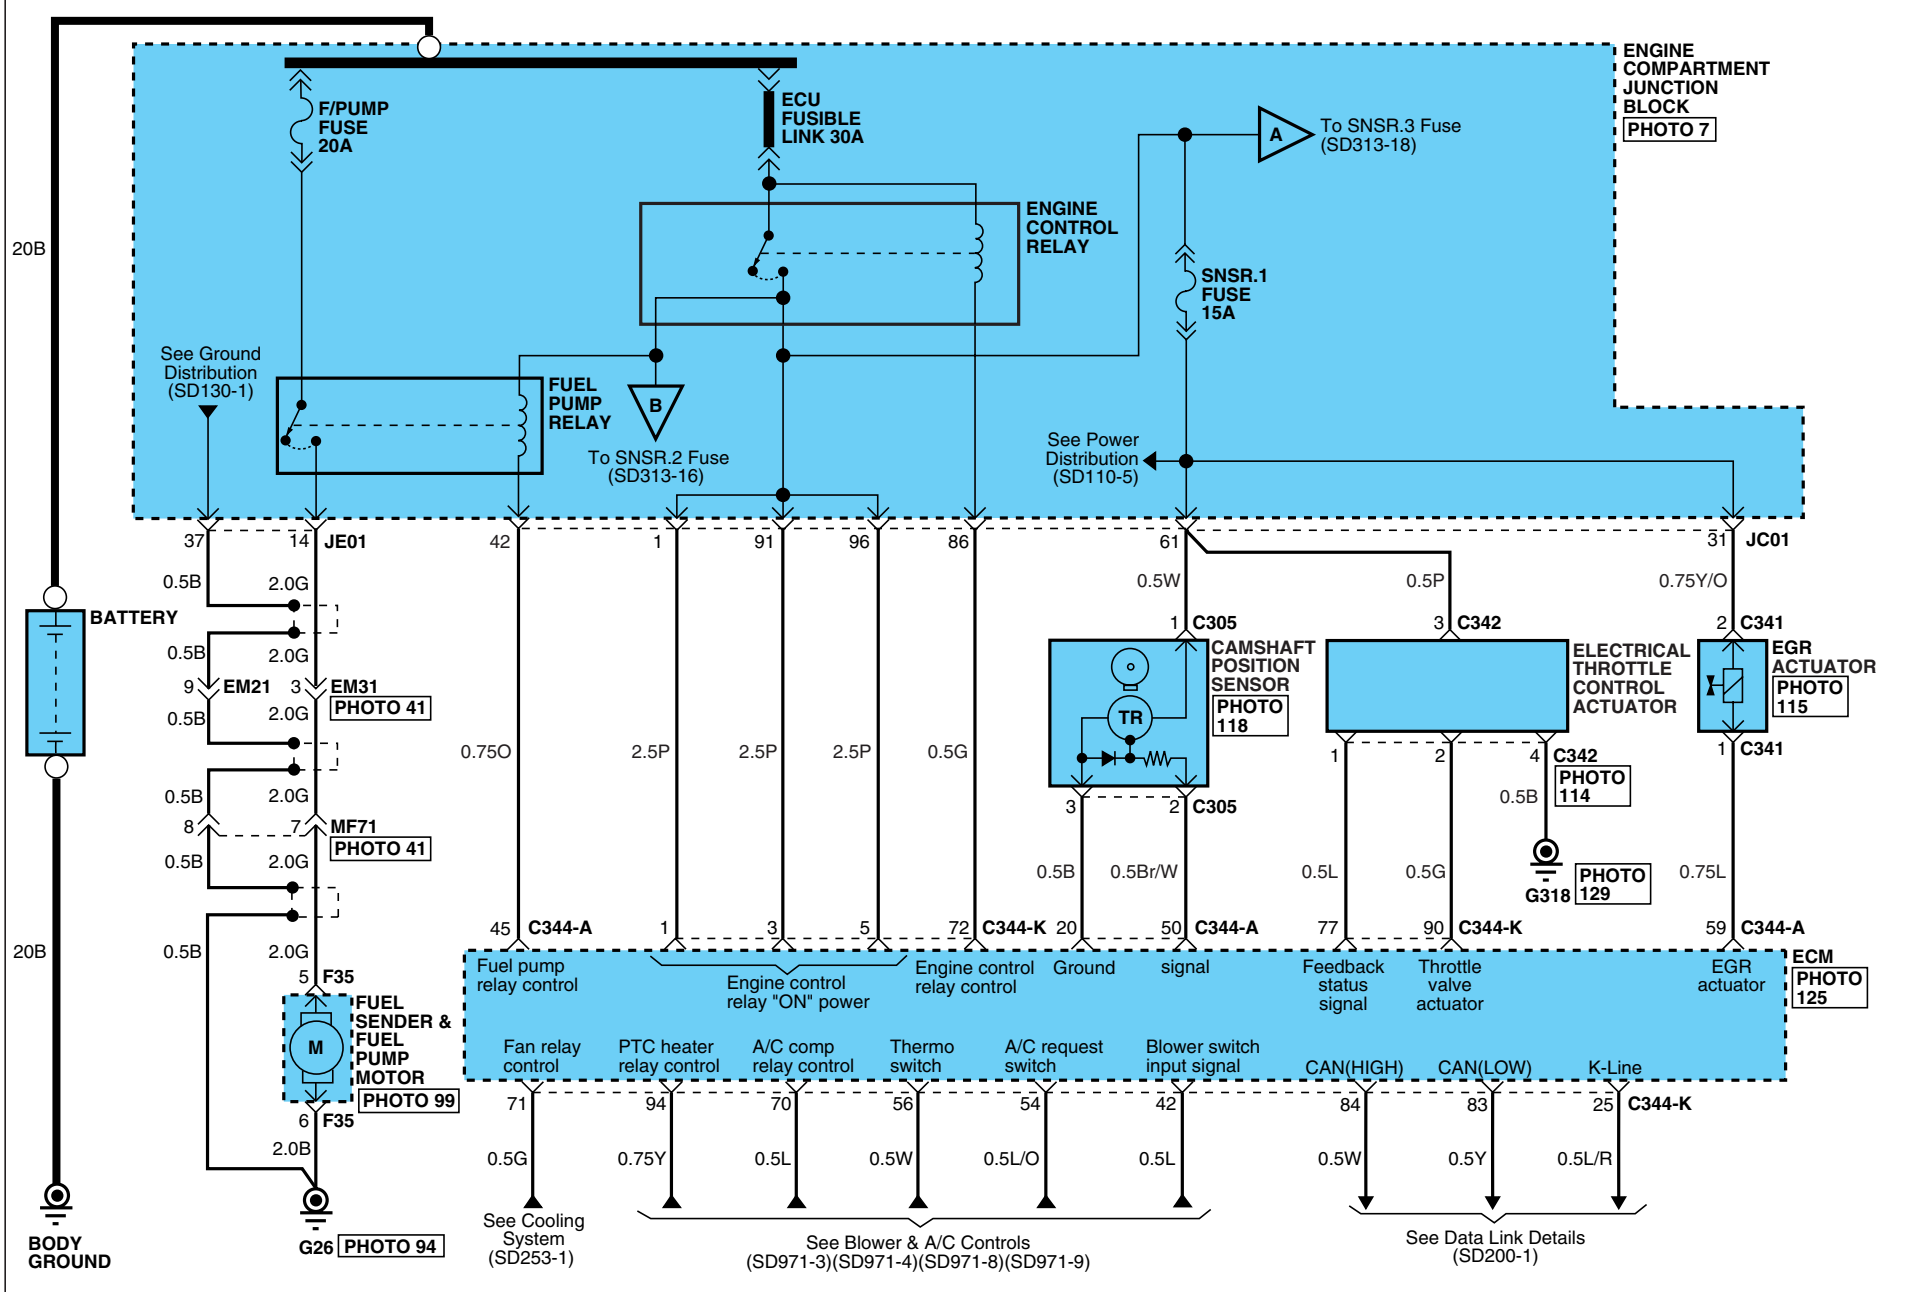 ENGINE
COMPARTMENT
JUNCTION
BLOCK
PHOTO 7
F/PUMP
FUSE
20A
ECU
FUSIBLE
LINK 30A
A
To SNSR.3 Fuse
(SD313-18)
20B
ENGINE
CONTROL
RELAY
SNSR.1
FUSE
15A
See Ground
Distribution
(SD130-1)
FUEL
PUMP
RELAY
B
To SNSR.2 Fuse
(SD313-16)
See Power
Distribution
(SD110-5)
37
14
JE01
42
1
91
96
86
61
31
JC01
0.5B
2.0G
0.5W
0.5P
0.75Y/O
BATTERY
1
C305
3
C342
2
C341
0.5B
2.0G
CAMSHAFT
POSITION
SENSOR
PHOTO
118
ELECTRICAL
THROTTLE
CONTROL
ACTUATOR
EGR
ACTUATOR
PHOTO
115
9
EM21
3
EM31
PHOTO 41
0.5B
2.0G
TR
0.75O
2.5P
2.5P
2.5P
0.5G
1
2
4
C342
PHOTO
114
1
C341
0.5B
2.0G
3
2
C305
0.5B
8
7
MF71
PHOTO 41
0.5B
2.0G
0.5B
0.5Br/W
0.5L
0.5G
G318
PHOTO
129
0.75L
45
C344-A
1
3
5
72
C344-K
20
50
C344-A
77
90
C344-K
59
C344-A
20B
0.5B
2.0G
5
F35
ECM
PHOTO
125
Fuel pump
relay control
Engine control
relay "ON" power
Engine control
relay control
Ground
signal
Feedback
status
signal
Throttle
valve
actuator
EGR
actuator
M
FUEL
SENDER &
FUEL
PUMP
MOTOR
PHOTO 99
Fan relay
control
PTC heater
relay control
A/C comp
relay control
Thermo
switch
A/C request
switch
Blower switch
input signal
CAN(HIGH)
CAN(LOW)
K-Line
6
F35
71
94
70
56
54
42
84
83
25
C344-K
2.0B
0.5G
0.75Y
0.5L
0.5W
0.5L/O
0.5L
0.5W
0.5Y
0.5L/R
BODY
GROUND
G26
PHOTO 94
See Cooling
System
(SD253-1)
See Blower & A/C Controls
(SD971-3)(SD971-4)(SD971-8)(SD971-9)
See Data Link Details
(SD200-1)